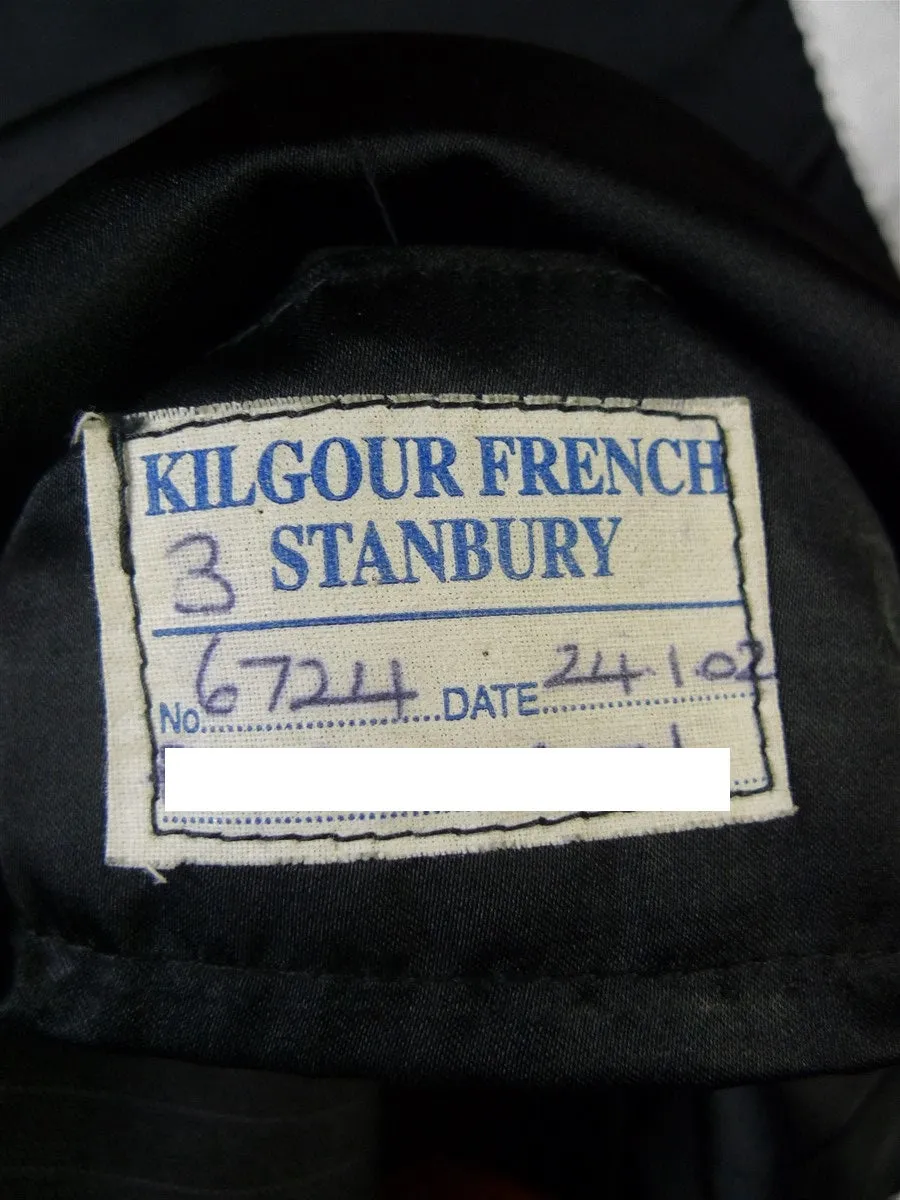 KILGOUR FRENCH
3 STANBURY
No. 6724 DATE 24.1.02